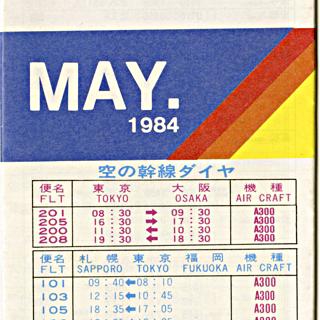 MAY.
1984
空の幹線ダイヤ
便名 東京 大阪 機種
FLT TOKYO OSAKA AIR CRAFT
201 08:30 ➡ 09:30 A300
205 16:30 ➡ 17:30 A300
200 11:30 ⬅ 10:30 A300
208 19:30 ⬅ 18:30 A300
便名 札幌 東京 福岡 機種
FLT SAPPORO TOKYO FUKUOKA AIR CRAFT
101 09:40⬅08:10 A300
103 12:15⬅10:45 A300
105 18:35⬅17:05 A300